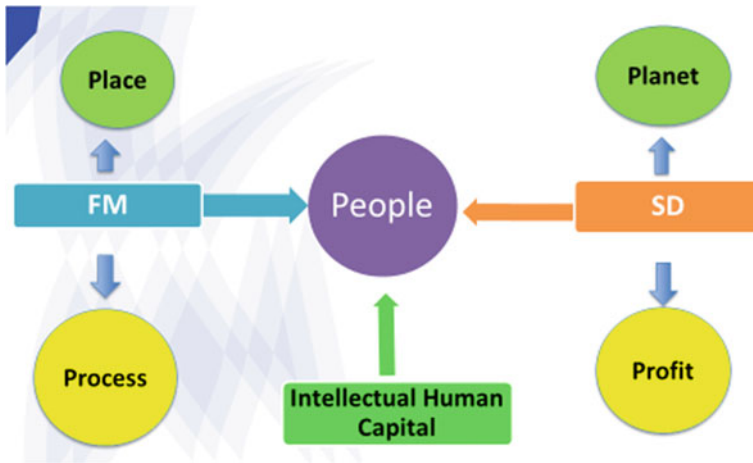 Place
Planet
FM
People
SD
Process
Profit
Intellectual Human
Capital